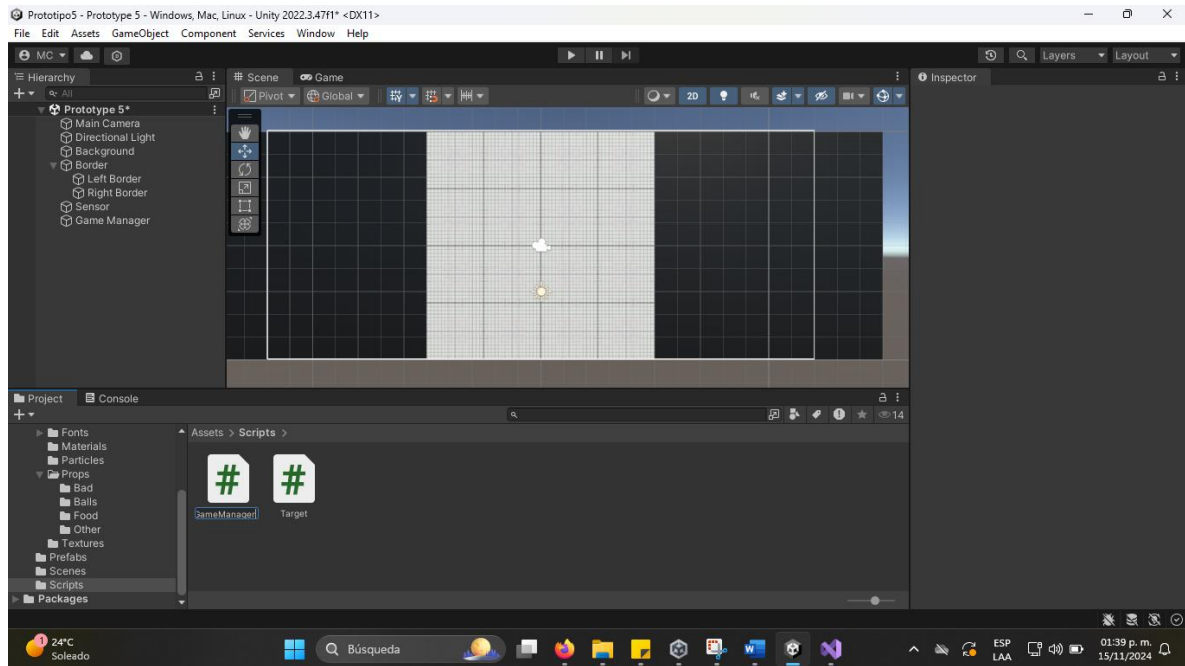 Prototipo5 - Prototype 5 - Windows, Mac, Linux - Unity 2022.3.47f1* <DX11>
File Edit Assets GameObject Component Services Window Help
MC
Layers
Layout
Hierarchy
# Scene
Game
Inspector
All
Pivot
Global
2D
Prototype 5*
Main Camera
Directional Light
Background
Border
Left Border
Right Border
Sensor
Game Manager
Project
Console
14
Fonts
Materials
Particles
Props
Bad
Balls
Food
Other
Textures
Prefabs
Scenes
Scripts
Packages
Assets > Scripts >
# #
GameManager Target
1
24°C
Soleado
Búsqueda
ESP
LAA
01:39 p. m.
15/11/2024